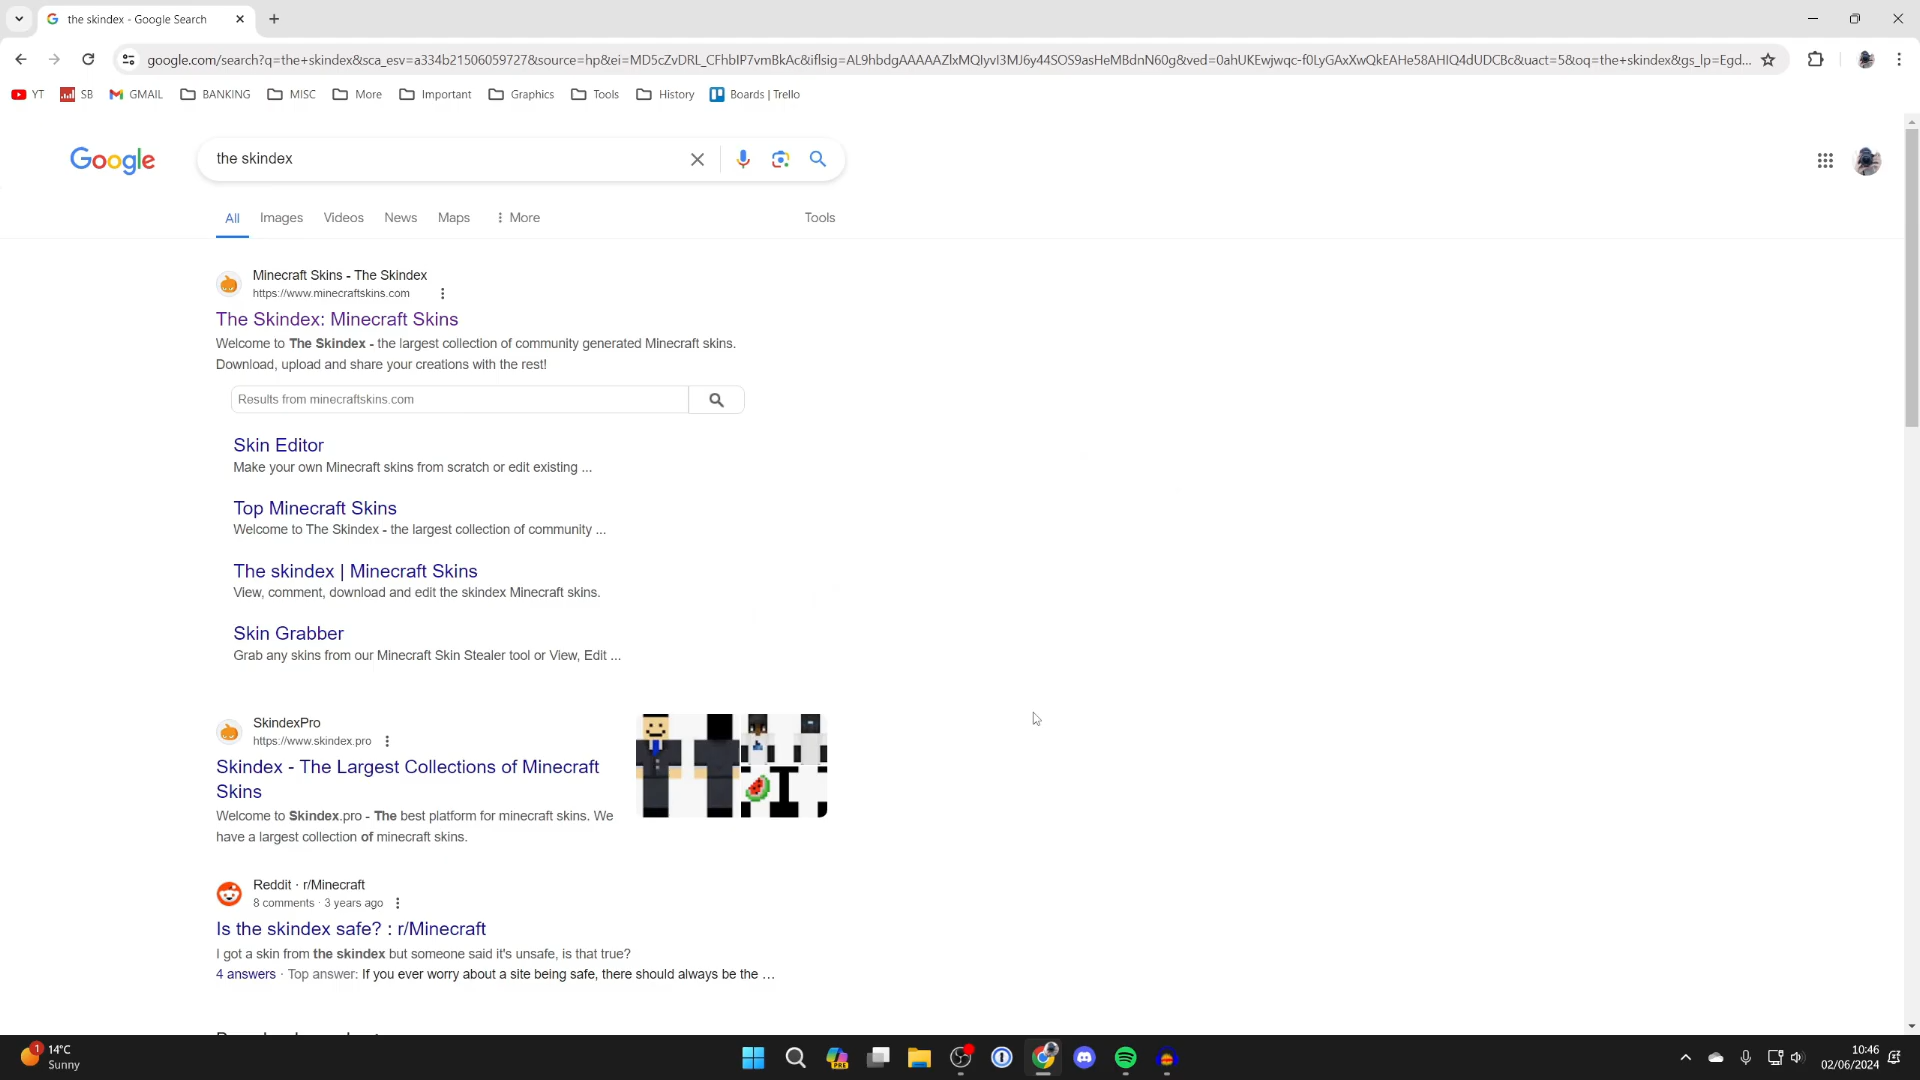 the skindex - Google Search
google.com/search?q=the+skindex&sca_esv=a334b21506059727&source=hp&ei=MD5cZvDRL_CFhbIP7vmBkAc&iflsig=AL9hbdgAAAAAZlxMQIyvI3MJ6y44SOS9asHeMBdnN60g&ved=0ahUKEwjwqc-f0LyGAxXwQkEAHe58AHIQ4dUDCBc&uact=5&oq=the+skindex&gs_lp=Egd...
YT SB GMAIL BANKING MISC More Important Graphics Tools History Boards | Trello
Google
the skindex
All Images Videos News Maps More Tools
Minecraft Skins - The Skindex
https://www.minecraftskins.com
The Skindex: Minecraft Skins
Welcome to The Skindex - the largest collection of community generated Minecraft skins.
Download, upload and share your creations with the rest!
Results from minecraftskins.com
Skin Editor
Make your own Minecraft skins from scratch or edit existing ...
Top Minecraft Skins
Welcome to The Skindex - the largest collection of community ...
The skindex | Minecraft Skins
View, comment, download and edit the skindex Minecraft skins.
Skin Grabber
Grab any skins from our Minecraft Skin Stealer tool or View, Edit ...
SkindexPro
https://www.skindex.pro
Skindex - The Largest Collections of Minecraft
Skins
Welcome to Skindex.pro - The best platform for minecraft skins. We
have a largest collection of minecraft skins.
Reddit · r/Minecraft
8 comments · 3 years ago
Is the skindex safe? : r/Minecraft
I got a skin from the skindex but someone said it's unsafe, is that true?
4 answers · Top answer: If you ever worry about a site being safe, there should always be the ...
1
14°C
Sunny
PRE
10:46
02/06/2024